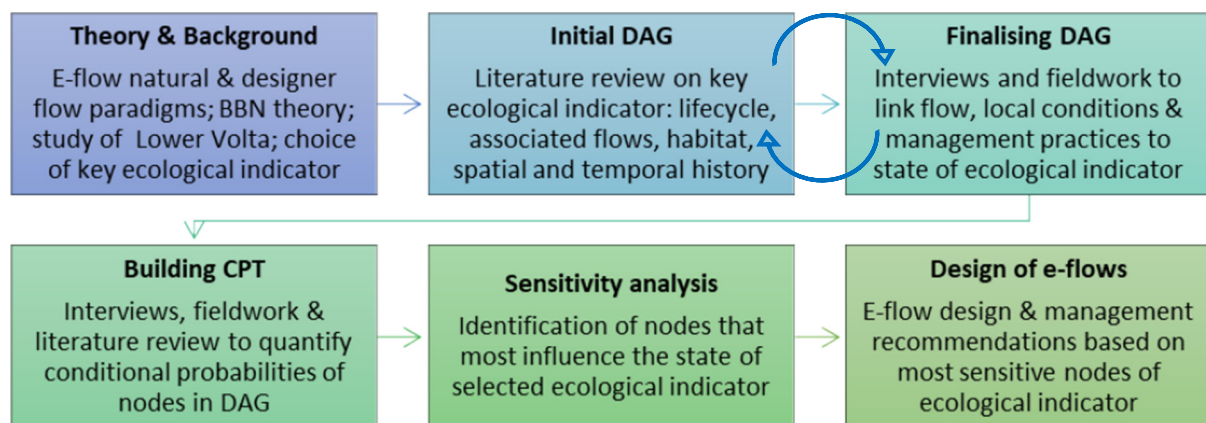 Theory & Background
E-flow natural & designer
flow paradigms; BBN theory;
study of Lower Volta; choice
of key ecological indicator
Initial DAG
Literature review on key
ecological indicator: lifecycle,
associated flows, habitat,
spatial and temporal history
Finalising DAG
Interviews and fieldwork to
link flow, local conditions &
management practices to
state of ecological indicator
Building CPT
Interviews, fieldwork &
literature review to quantify
conditional probabilities of
nodes in DAG
Sensitivity analysis
Identification of nodes that
most influence the state of
selected ecological indicator
Design of e-flows
E-flow design & management
recommendations based on
most sensitive nodes of
ecological indicator